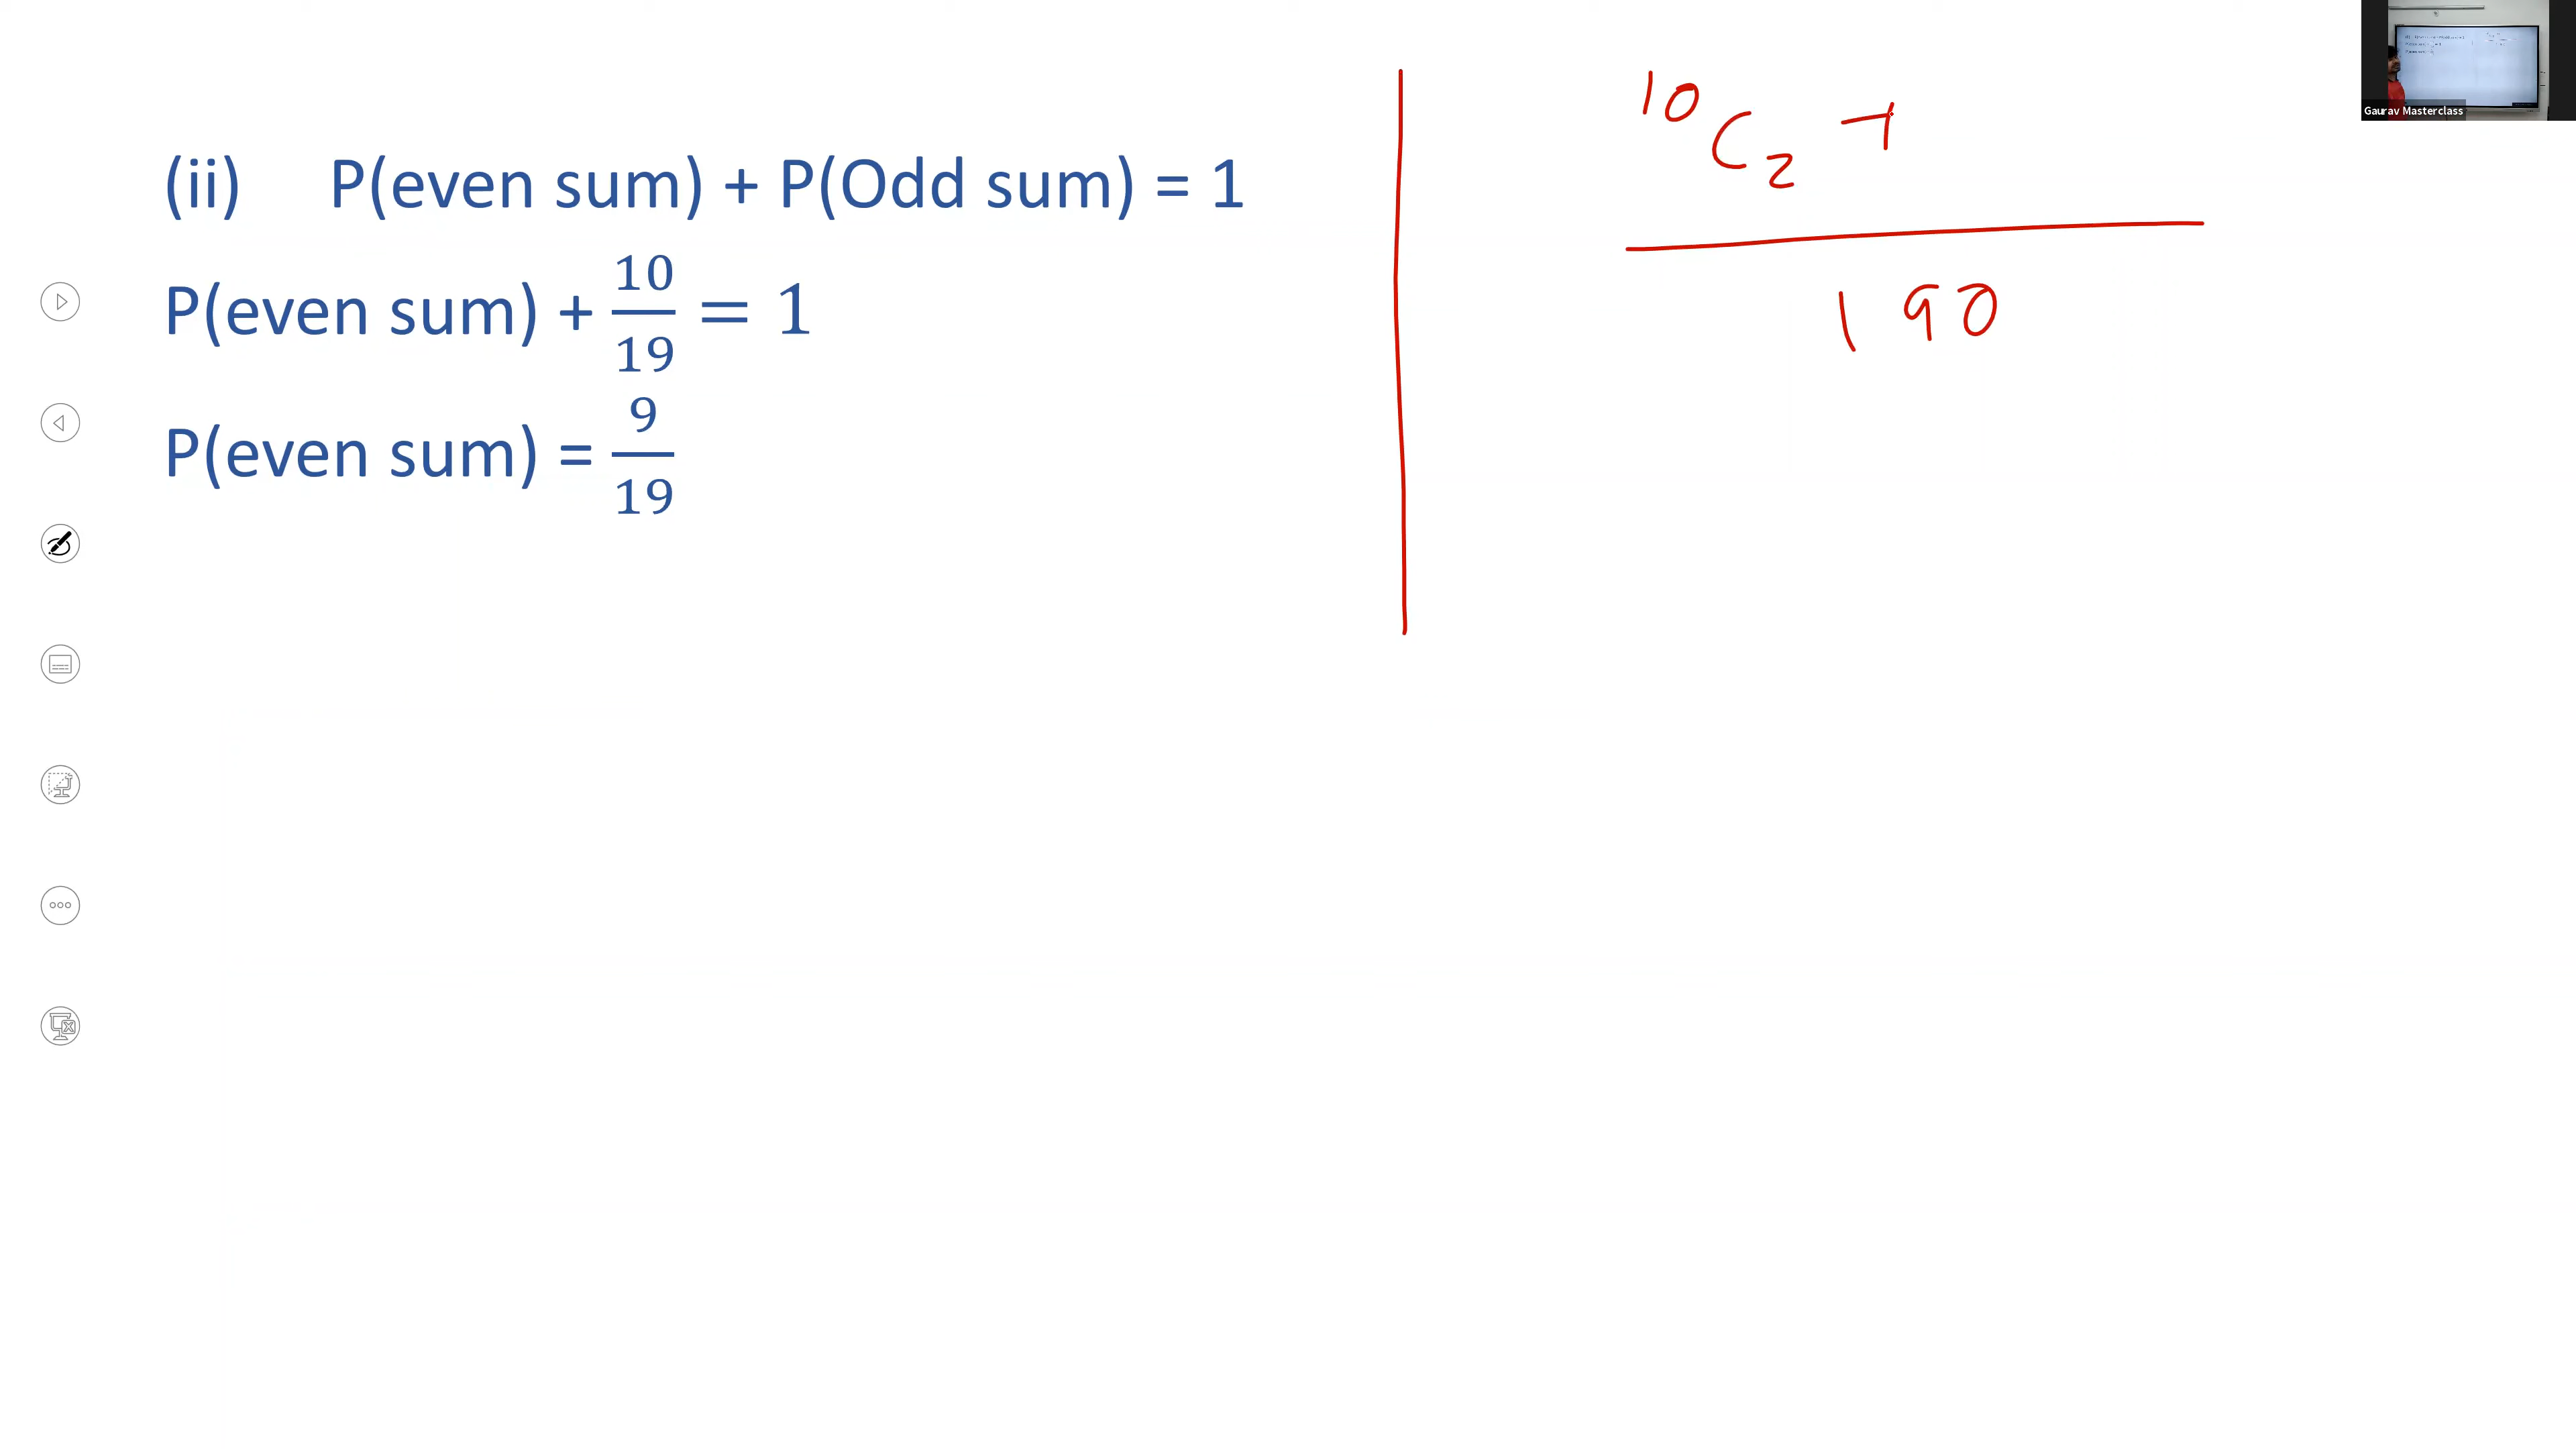 (ii) P(even sum) + P(Odd sum) = 1
P(even sum) + 10/19 = 1
P(even sum) = 9/19
10C2 +
190
Gaurav Masterclass